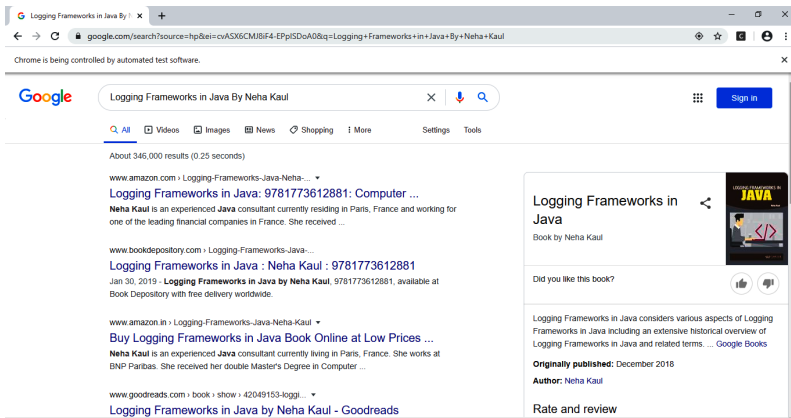 Logging Frameworks in Java By N
google.com/search?source=hp&ei=cvASX6CMJ8iF4-EPpISDoA0&q=Logging+Frameworks+in+Java+By+Neha+Kaul
Chrome is being controlled by automated test software.
Google
Logging Frameworks in Java By Neha Kaul
Sign in
All Videos Images News Shopping More Settings Tools
About 346,000 results (0.25 seconds)
www.amazon.com › Logging-Frameworks-Java-Neha-...
Logging Frameworks in Java: 9781773612881: Computer ...
Neha Kaul is an experienced Java consultant currently residing in Paris, France and working for
one of the leading financial companies in France. She received ...
www.bookdepository.com › Logging-Frameworks-Java-...
Logging Frameworks in Java : Neha Kaul : 9781773612881
Jan 30, 2019 - Logging Frameworks in Java by Neha Kaul, 9781773612881, available at
Book Depository with free delivery worldwide.
www.amazon.in › Logging-Frameworks-Java-Neha-Kaul
Buy Logging Frameworks in Java Book Online at Low Prices ...
Neha Kaul is an experienced Java consultant currently living in Paris, France. She works at
BNP Paribas. She received her double Master's Degree in Computer ...
www.goodreads.com › book › show › 42049153-loggi...
Logging Frameworks in Java by Neha Kaul - Goodreads
Logging Frameworks in
Java
Book by Neha Kaul
LOGGING FRAMEWORKS IN
JAVA
Did you like this book?
Logging Frameworks in Java considers various aspects of Logging
Frameworks in Java including an extensive historical overview of
Logging Frameworks in Java and related terms. ... Google Books
Originally published: December 2018
Author: Neha Kaul
Rate and review